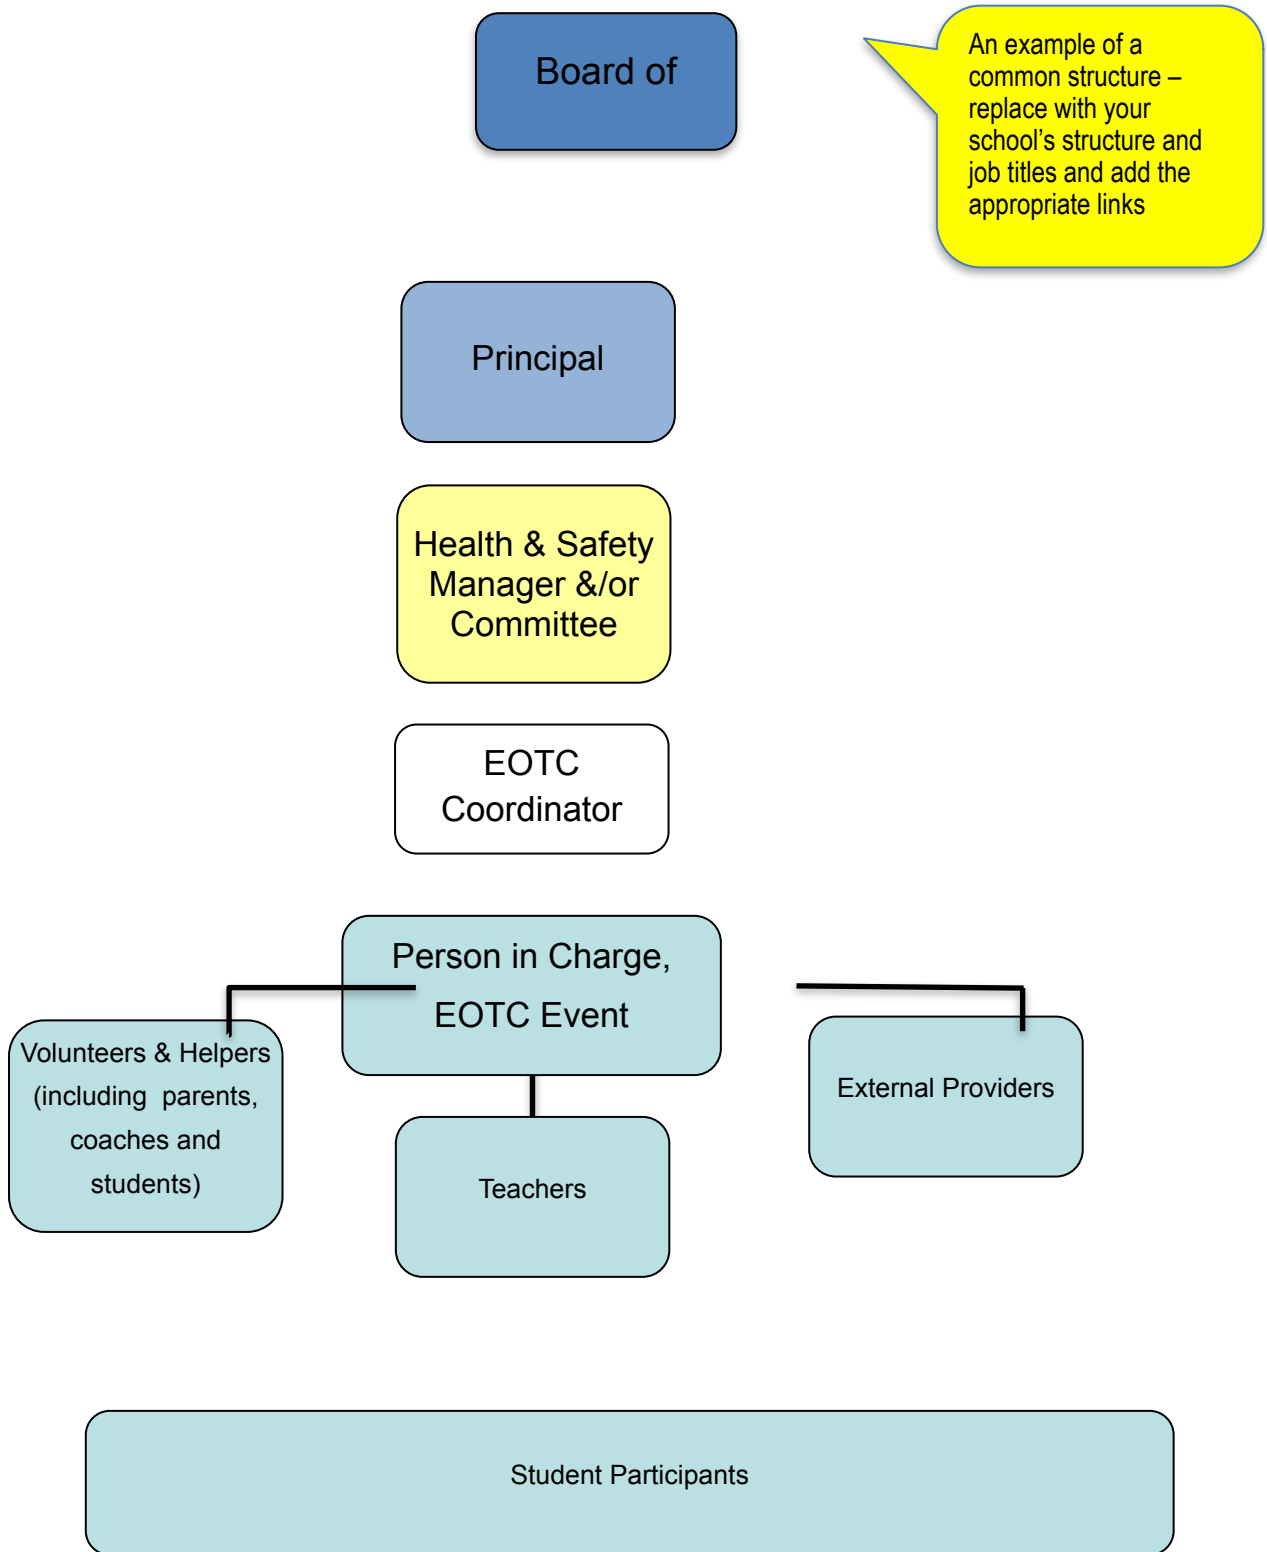 Board of
An example of a
common structure –
replace with your
school's structure and
job titles and add the
appropriate links
Principal
Health & Safety
Manager &/or
Committee
EOTC
Coordinator
Person in Charge,
EOTC Event
Volunteers & Helpers
(including  parents,
coaches and
students)
Teachers
External Providers
Student Participants